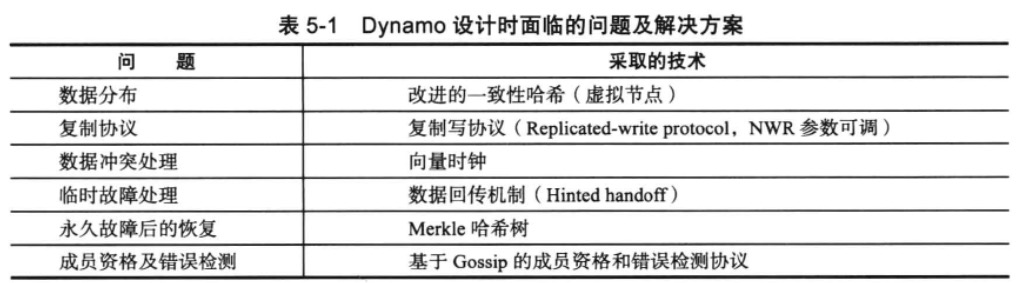 表 5-1 Dynamo 设计时面临的问题及解决方案
问 题 采取的技术
数据分布 改进的一致性哈希（虚拟节点）
复制协议 复制写协议（Replicated-write protocol，NWR 参数可调）
数据冲突处理 向量时钟
临时故障处理 数据回传机制（Hinted handoff）
永久故障后的恢复 Merkle 哈希树
成员资格及错误检测 基于 Gossip 的成员资格和错误检测协议